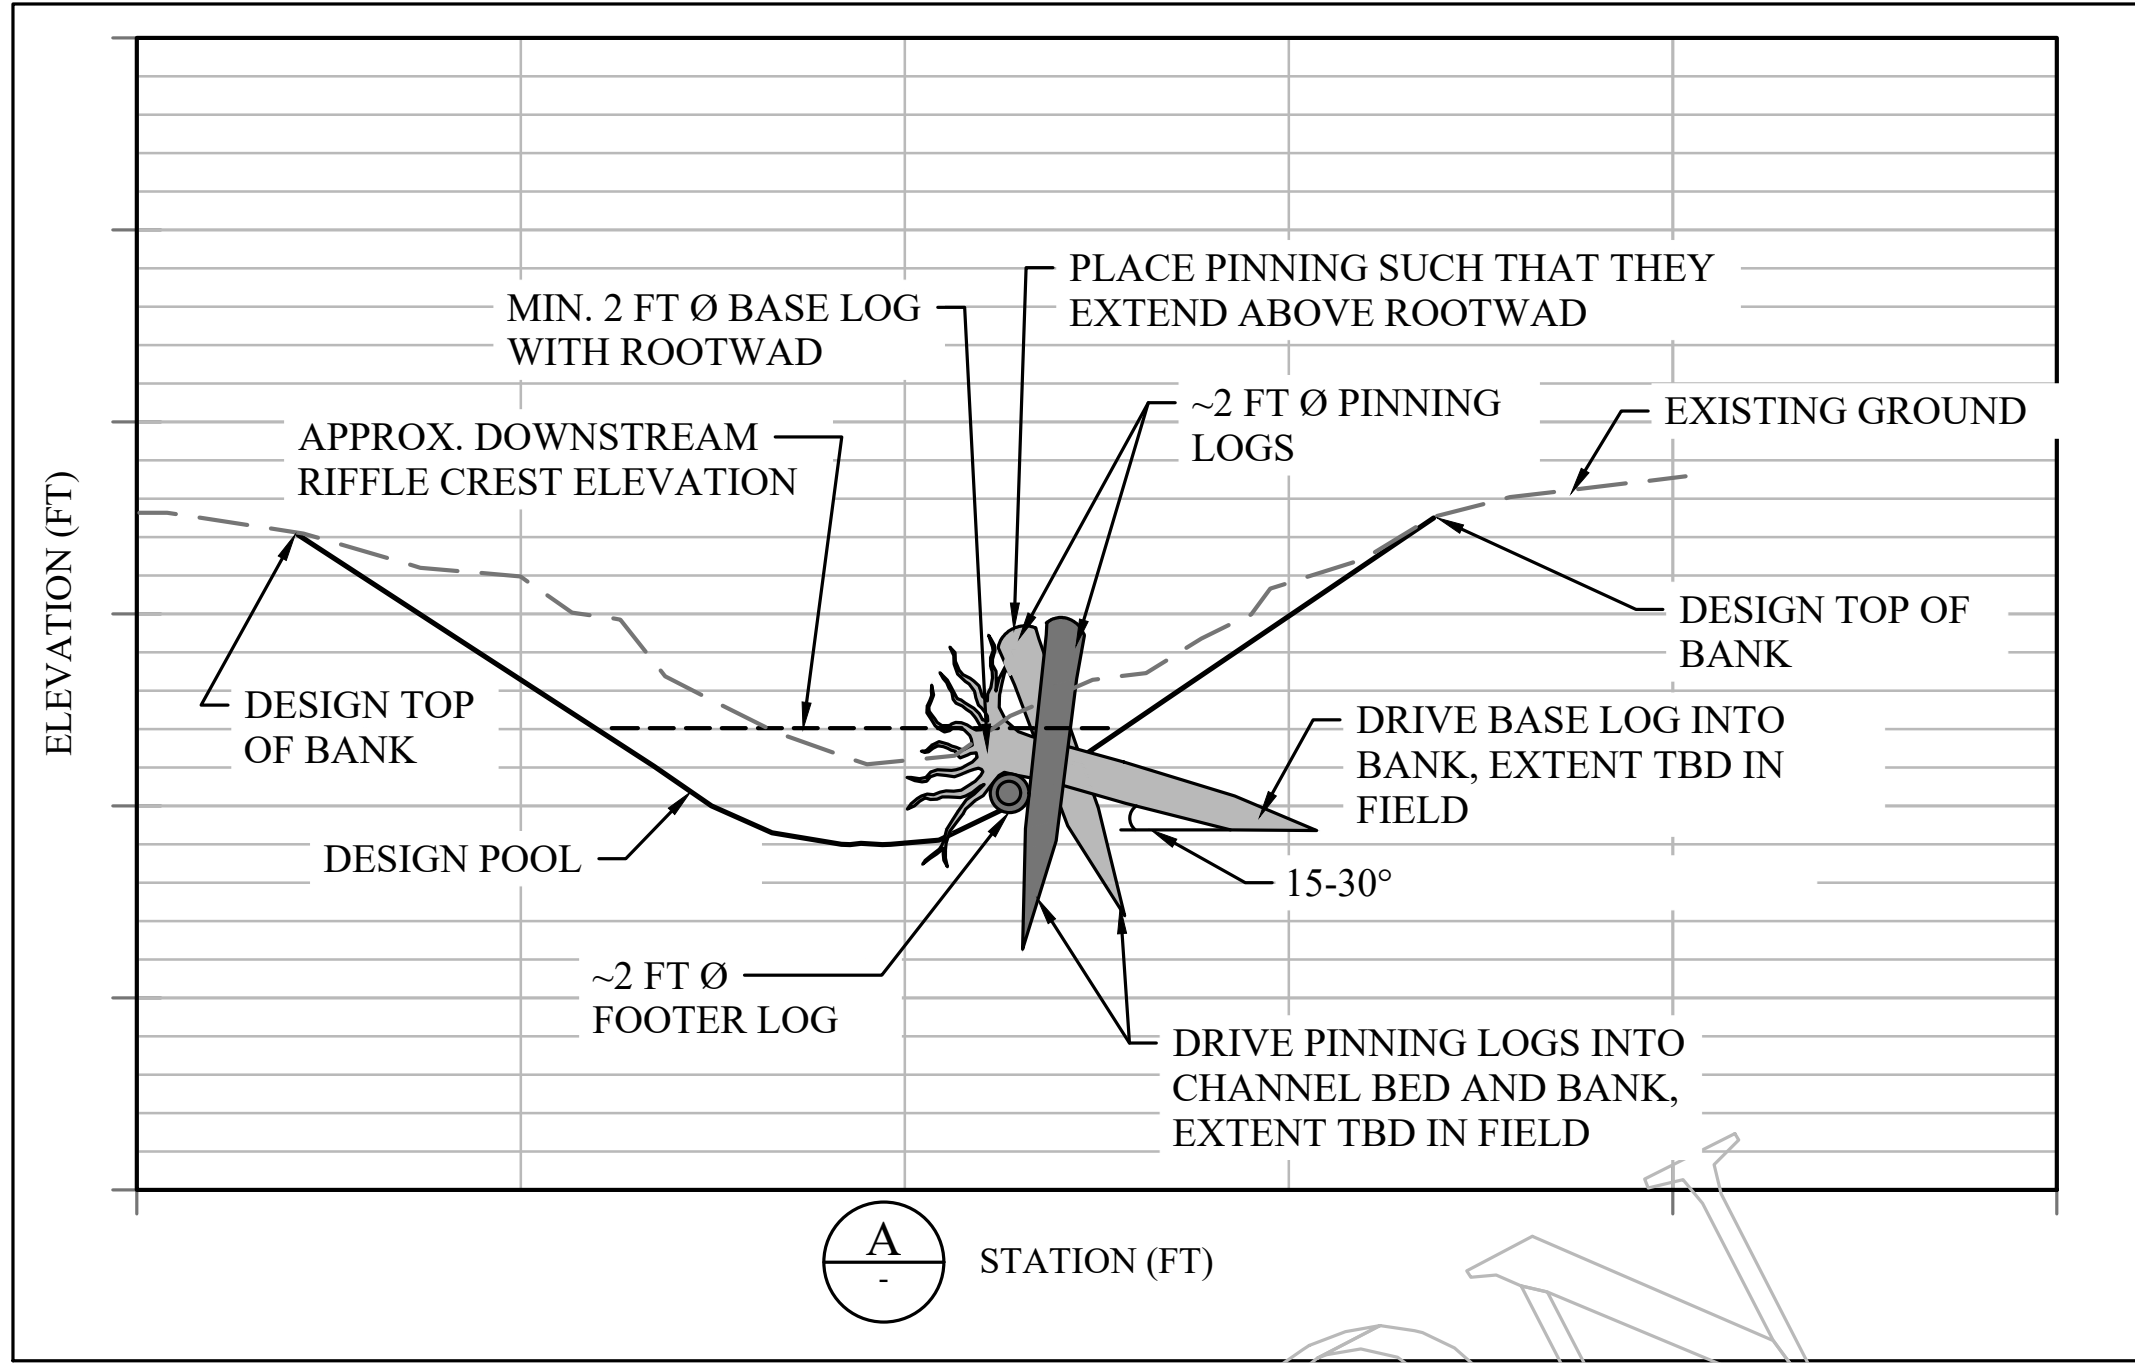 PLACE PINNING SUCH THAT THEY
EXTEND ABOVE ROOTWAD
MIN. 2 FT Ø BASE LOG
WITH ROOTWAD
~2 FT Ø PINNING
LOGS
EXISTING GROUND
APPROX. DOWNSTREAM
RIFFLE CREST ELEVATION
ELEVATION (FT)
DESIGN TOP OF
BANK
DESIGN TOP
OF BANK
DRIVE BASE LOG INTO
BANK, EXTENT TBD IN
FIELD
DESIGN POOL
15-30°
~2 FT Ø
FOOTER LOG
DRIVE PINNING LOGS INTO
CHANNEL BED AND BANK,
EXTENT TBD IN FIELD
A
-
STATION (FT)